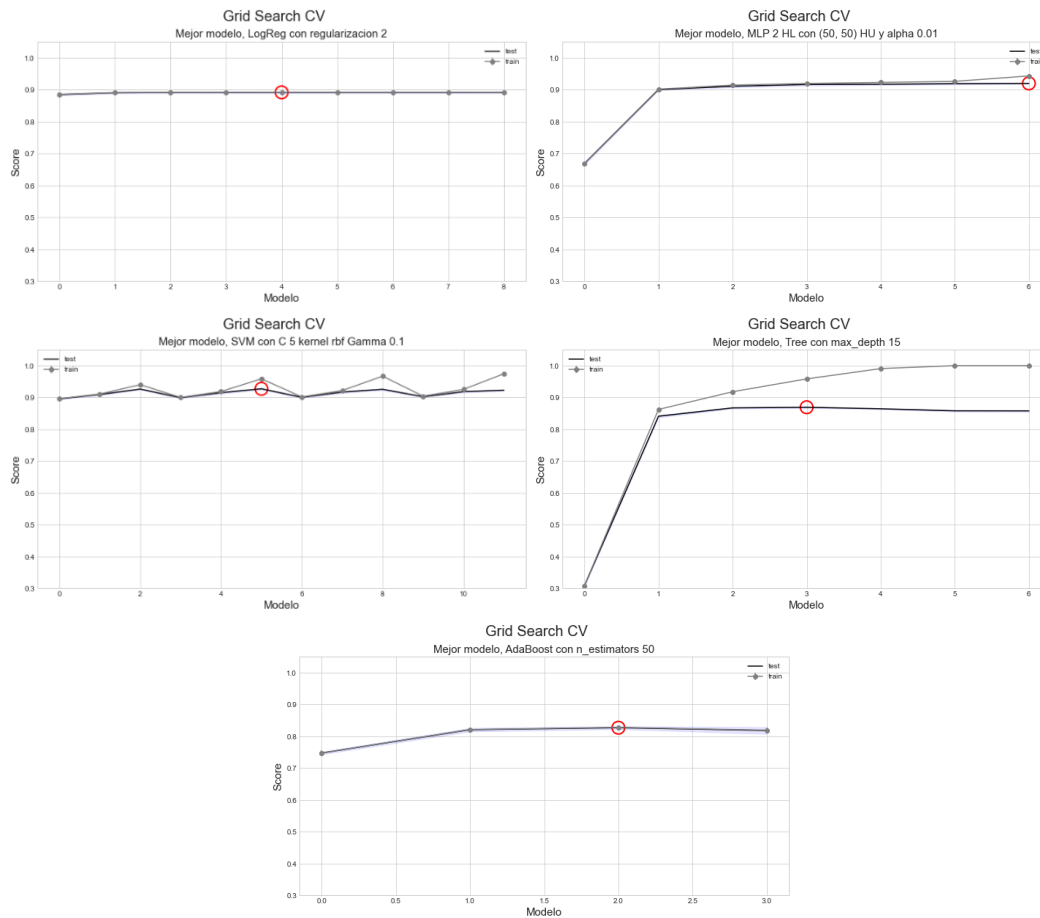 Grid Search CV
Mejor modelo, LogReg con regularizacion 2
test
train
1.0
0.9
0.8
0.7
0.6
0.5
0.4
0.3
Score
0 1 2 3 4 5 6 7 8
Modelo
Grid Search CV
Mejor modelo, MLP 2 HL con (50, 50) HU y alpha 0.01
test
train
1.0
0.9
0.8
0.7
0.6
0.5
0.4
0.3
Score
0 1 2 3 4 5 6
Modelo
Grid Search CV
Mejor modelo, SVM con C 5 kernel rbf Gamma 0.1
test
train
1.0
0.9
0.8
0.7
0.6
0.5
0.4
0.3
Score
0 2 4 6 8 10
Modelo
Grid Search CV
Mejor modelo, Tree con max_depth 15
test
train
1.0
0.9
0.8
0.7
0.6
0.5
0.4
0.3
Score
0 1 2 3 4 5 6
Modelo
Grid Search CV
Mejor modelo, AdaBoost con n_estimators 50
test
train
1.0
0.9
0.8
0.7
0.6
0.5
0.4
0.3
Score
0.0 0.5 1.0 1.5 2.0 2.5 3.0
Modelo